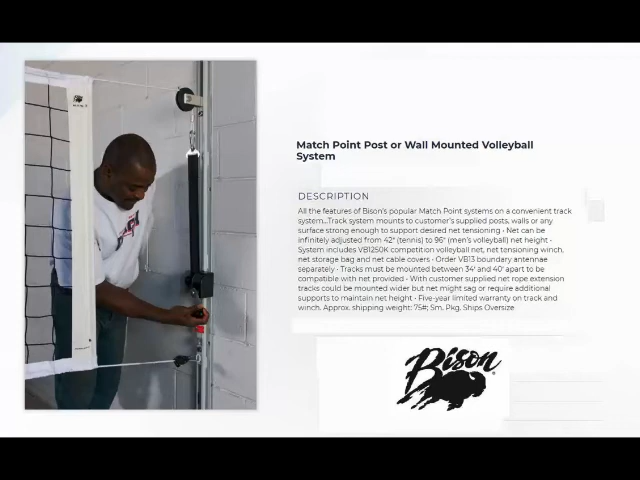 Match Point Post or Wall Mounted Volleyball
System
DESCRIPTION
All the features of Bison's popular Match Point systems on a convenient track
system...Track system mounts to customer's supplied posts, walls or any
surface strong enough to support desired net tensioning • Net can be
infinitely adjusted from 42" (tennis) to 96" (men's volleyball) net height •
System includes VB1250K competition volleyball net, net tensioning winch,
net storage bag and net cable covers • Order VB13 boundary antennae
separately • Tracks must be mounted between 34' and 40' apart to be
compatible with net provided • With customer supplied net rope extension
tracks could be mounted wider but net might sag or require additional
supports to maintain net height • Five-year limited warranty on track and
winch. Approx. shipping weight: 75#; Sm. Pkg. Ships Oversize
Bison®